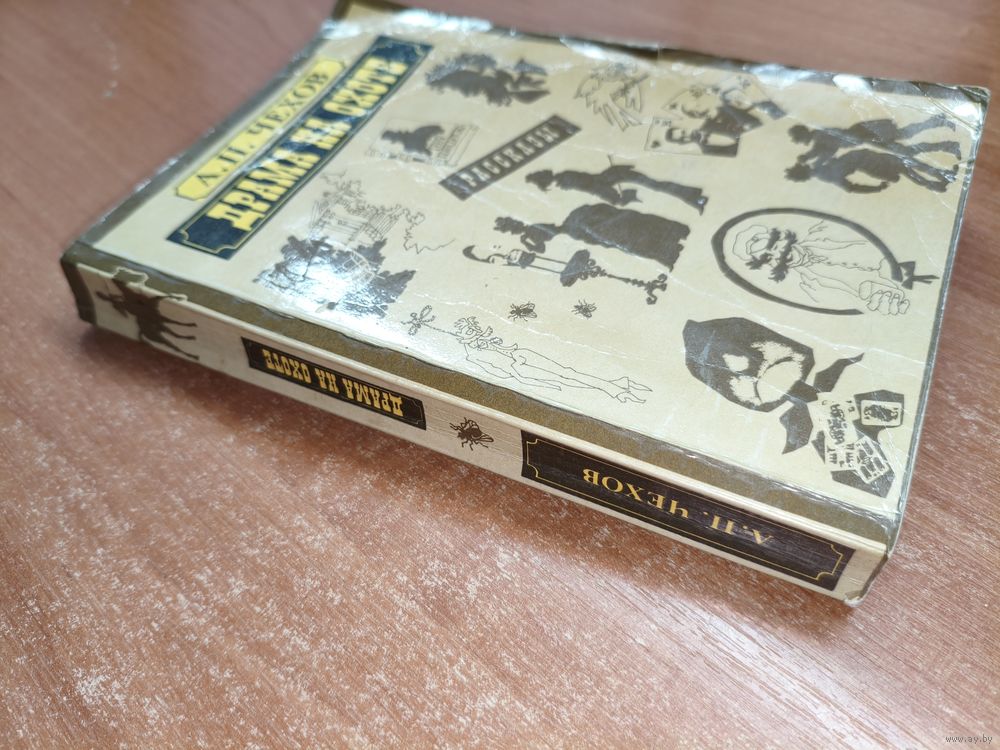 А.П. ЧЕХОВ
ДРАМА НА ОХОТЕ
РАССКАЗЫ
ДРАМА НА ОХОТЕ
А.П. ЧЕХОВ
www.ay.by